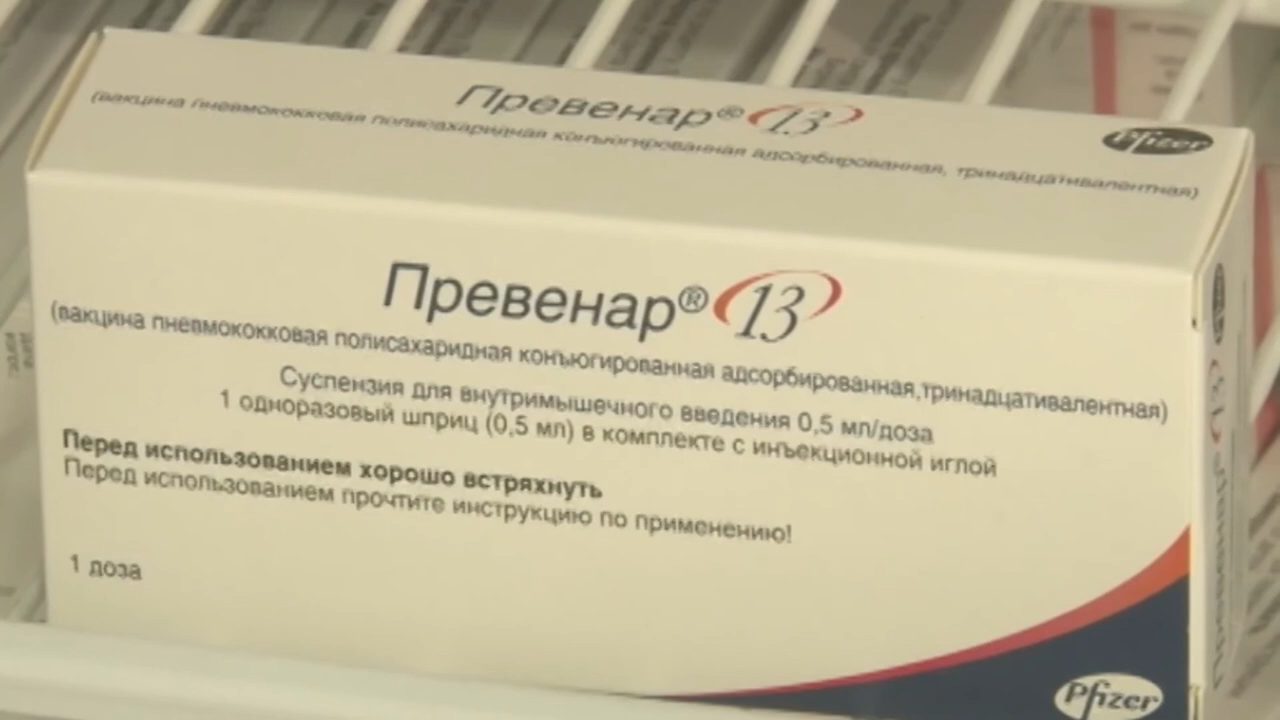 Превенар® 13
Pfizer
(вакцина пневмококковая полисахаридная конъюгированная адсорбированная, тринадцативалентная)
Превенар® 13
(вакцина пневмококковая полисахаридная конъюгированная адсорбированная,тринадцативалентная)
Суспензия для внутримышечного введения 0,5 мл/доза
1 одноразовый шприц (0,5 мл) в комплекте с инъекционной иглой
Перед использованием хорошо встряхнуть
Перед использованием прочтите инструкцию по применению!
1 доза
Pfizer
Превенар® 13